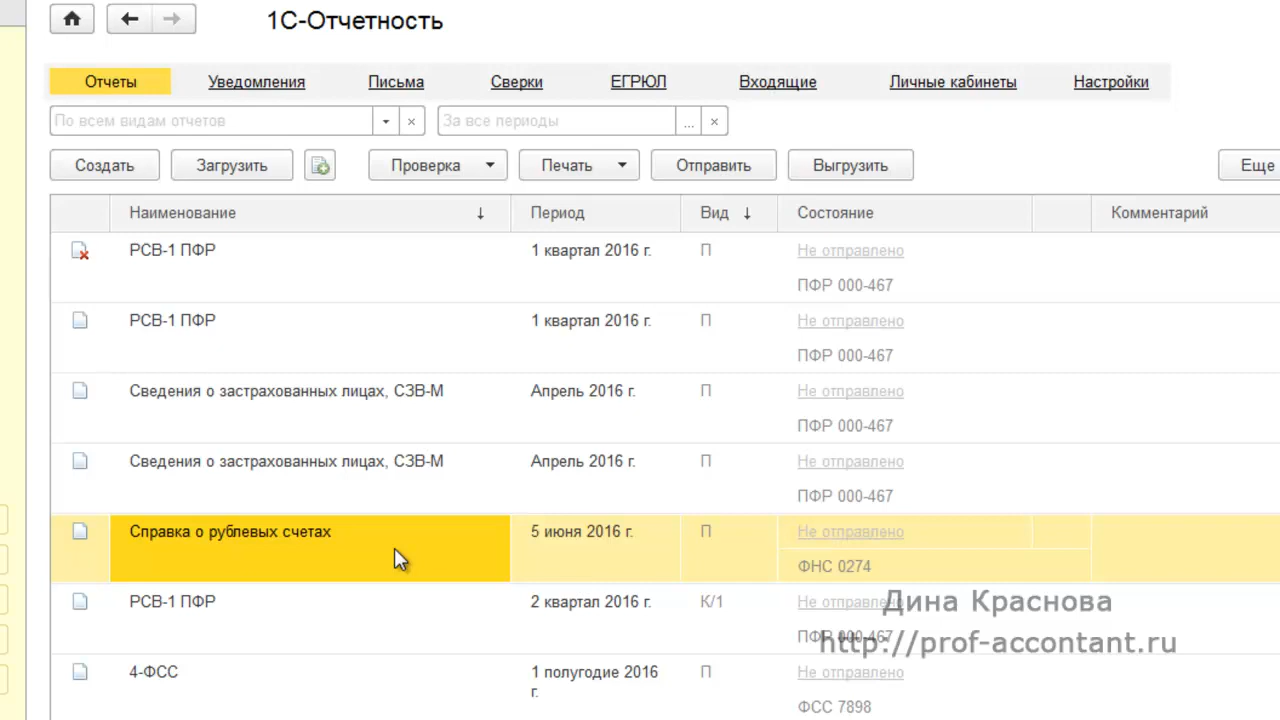 1С-Отчетность
Отчеты Уведомления Письма Сверки ЕГРЮЛ Входящие Личные кабинеты Настройки
По всем видам отчетов За все периоды ...
Создать Загрузить Проверка Печать Отправить Выгрузить Еще
Наименование ↓ Период Вид ↓ Состояние Комментарий
РСВ-1 ПФР 1 квартал 2016 г. П Не отправлено
ПФР 000-467
РСВ-1 ПФР 1 квартал 2016 г. П Не отправлено
ПФР 000-467
Сведения о застрахованных лицах, СЗВ-М Апрель 2016 г. П Не отправлено
ПФР 000-467
Сведения о застрахованных лицах, СЗВ-М Апрель 2016 г. П Не отправлено
ПФР 000-467
Справка о рублевых счетах 5 июня 2016 г. П Не отправлено
ФНС 0274
РСВ-1 ПФР 2 квартал 2016 г. К/1 Не отправлено
Дина Краснова
ПФР 000-467
http://prof-accontant.ru
4-ФСС 1 полугодие 2016 г. П Не отправлено
ФСС 7898